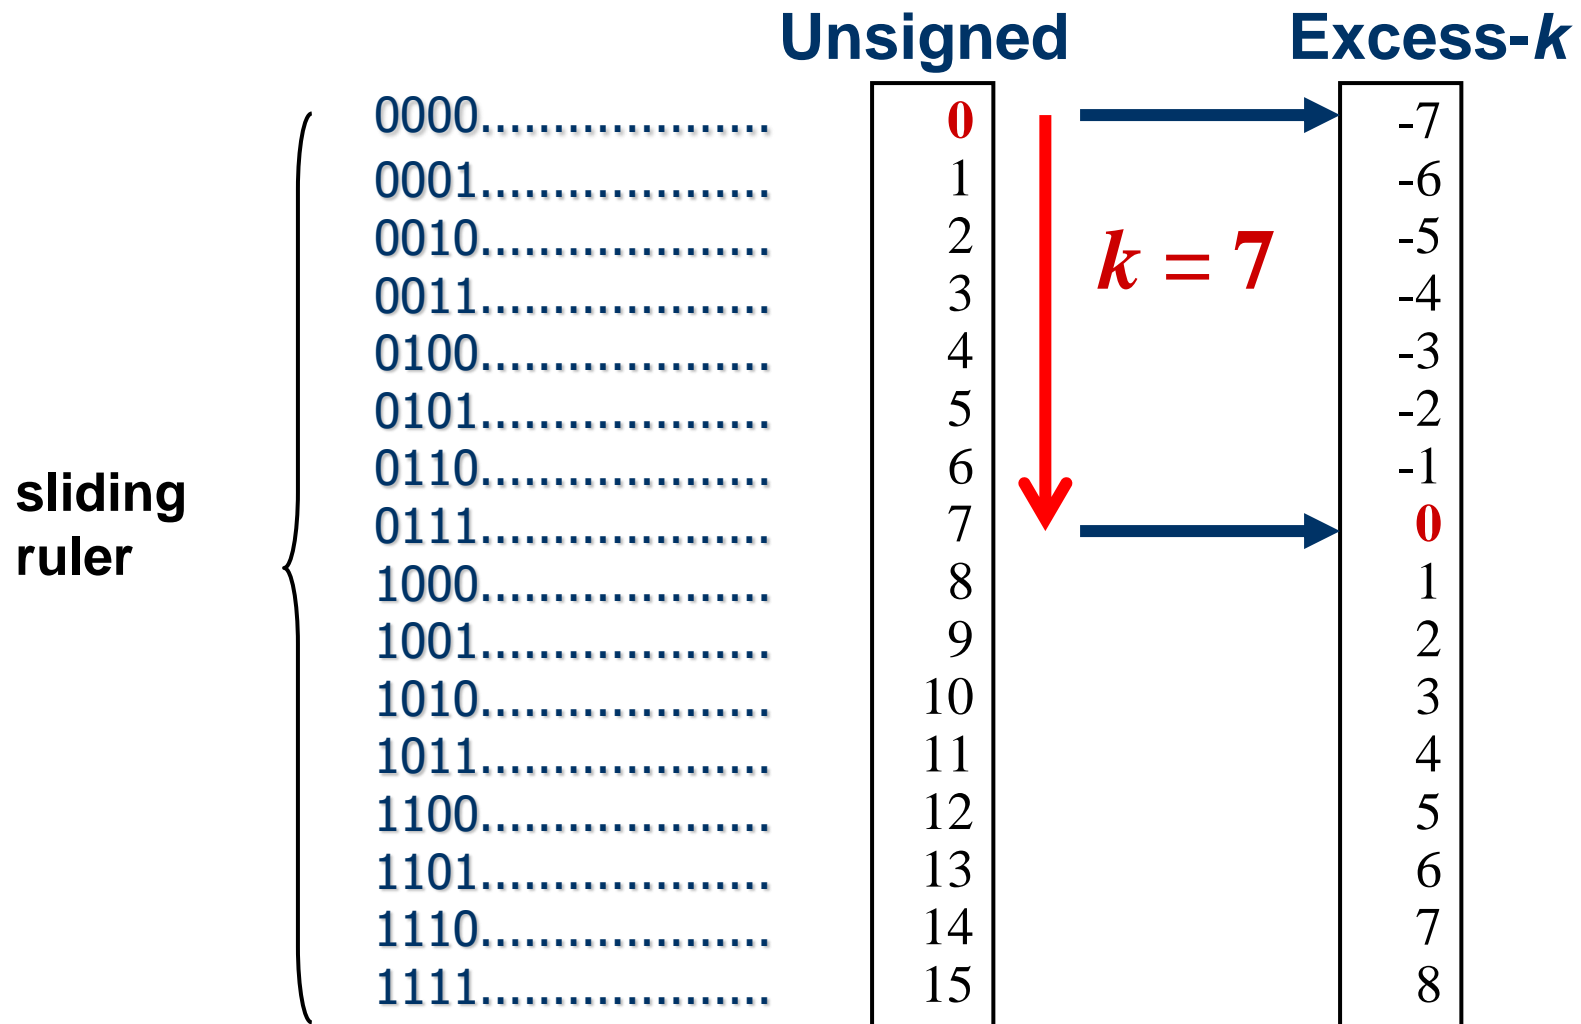 Unsigned Excess-k
0000.................... 0 -7
0001.................... 1 -6
0010.................... 2 -5
k = 7
0011.................... 3 -4
0100.................... 4 -3
0101.................... 5 -2
0110.................... 6 -1
sliding
ruler
0111.................... 7 0
1000.................... 8 1
1001.................... 9 2
1010.................... 10 3
1011.................... 11 4
1100.................... 12 5
1101.................... 13 6
1110.................... 14 7
1111.................... 15 8